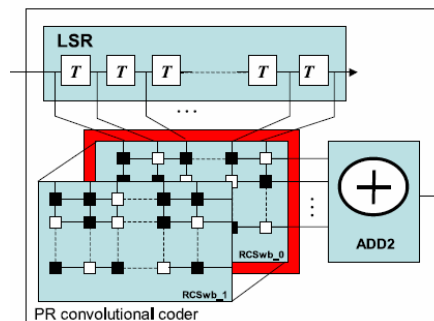 LSR
T T T T T
...
RCSwb_0
ADD2
RCSwb_1
PR convolutional coder